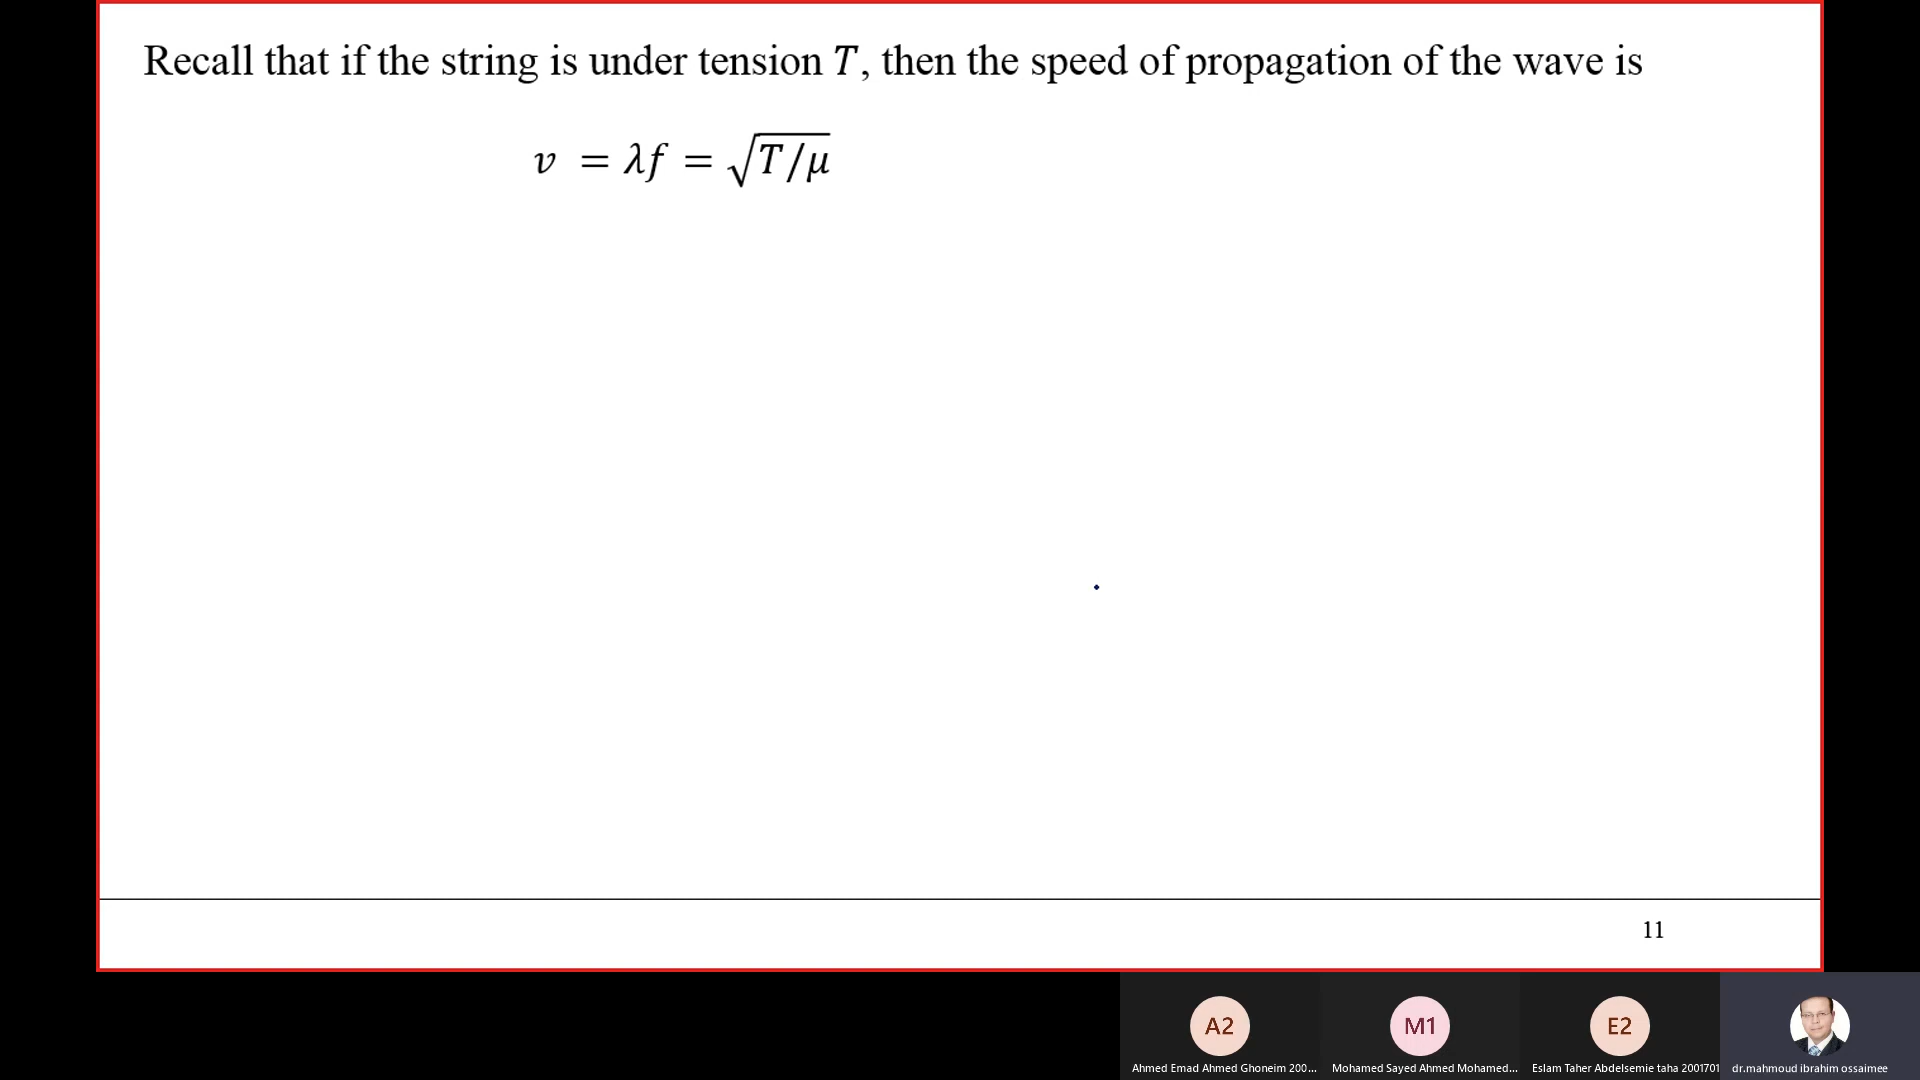 Recall that if the string is under tension T, then the speed of propagation of the wave is
v = λf = √T/μ
11
A2
M1
E2
Ahmed Emad Ahmed Ghoneim 200...
Mohamed Sayed Ahmed Mohamed...
Eslam Taher Abdelsemie taha 2001701
dr.mahmoud ibrahim ossaimee